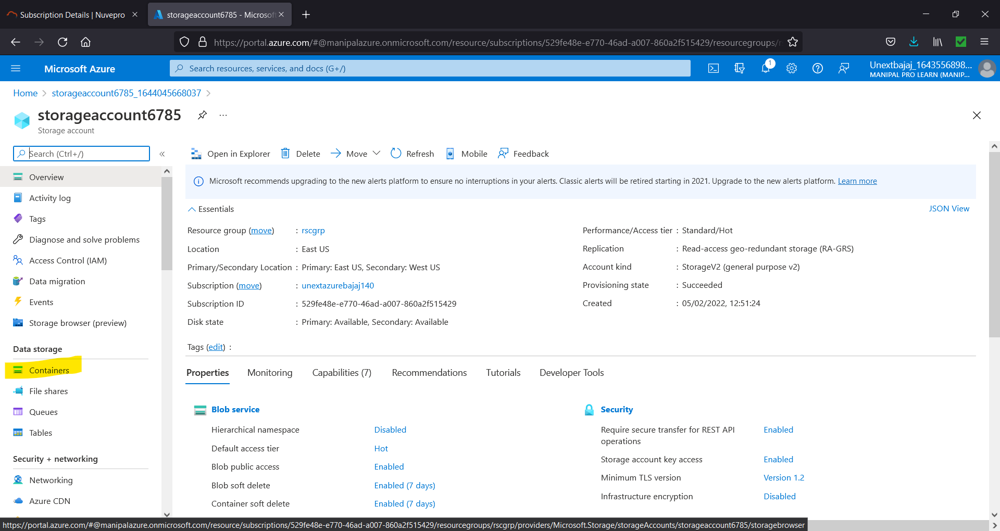 Subscription Details | Nuvepro
storageaccount6785 - Microsoft
https://portal.azure.com/#@manipalazure.onmicrosoft.com/resource/subscriptions/529fe48e-e770-46ad-a007-860a2f515429/resourcegroups/
Microsoft Azure
Search resources, services, and docs (G+/)
1
Unextbajaj_1643556898...
MANIPAL PRO LEARN (MANIP...
Home > storageaccount6785_1644045668037 >
storageaccount6785
...
Storage account
Search (Ctrl+/)
«
Overview
Activity log
Tags
Diagnose and solve problems
Access Control (IAM)
Data migration
Events
Storage browser (preview)
Data storage
Containers
File shares
Queues
Tables
Security + networking
Networking
Azure CDN
Open in Explorer
Delete
Move
Refresh
Mobile
Feedback
Microsoft recommends upgrading to the new alerts platform to ensure no interruptions in your alerts. Classic alerts will be retired starting in 2021. Upgrade to the new alerts platform. Learn more
Essentials
JSON View
Resource group (move) : rscgrp
Location : East US
Primary/Secondary Location : Primary: East US, Secondary: West US
Subscription (move) : unextazurebajaj140
Subscription ID : 529fe48e-e770-46ad-a007-860a2f515429
Disk state : Primary: Available, Secondary: Available
Performance/Access tier : Standard/Hot
Replication : Read-access geo-redundant storage (RA-GRS)
Account kind : StorageV2 (general purpose v2)
Provisioning state : Succeeded
Created : 05/02/2022, 12:51:24
Tags (edit) :
Properties
Monitoring
Capabilities (7)
Recommendations
Tutorials
Developer Tools
Blob service
Hierarchical namespace Disabled
Default access tier Hot
Blob public access Enabled
Blob soft delete Enabled (7 days)
Container soft delete Enabled (7 days)
Security
Require secure transfer for REST API Enabled
operations
Storage account key access Enabled
Minimum TLS version Version 1.2
Infrastructure encryption Disabled
https://portal.azure.com/#@manipalazure.onmicrosoft.com/resource/subscriptions/529fe48e-e770-46ad-a007-860a2f515429/resourcegroups/rscgrp/providers/Microsoft.Storage/storageAccounts/storageaccount6785/storagebrowser